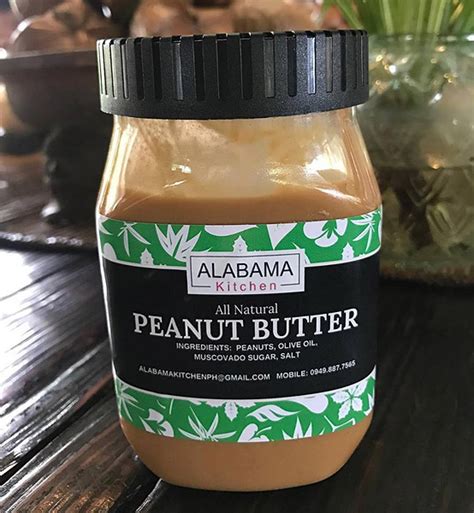 ALABAMA
Kitchen
All Natural
PEANUT BUTTER
INGREDIENTS: PEANUTS, OLIVE OIL,
MUSCOVADO SUGAR, SALT
ALABAMAKITCHENPH@GMAIL.COM MOBILE: 0949.887.7565